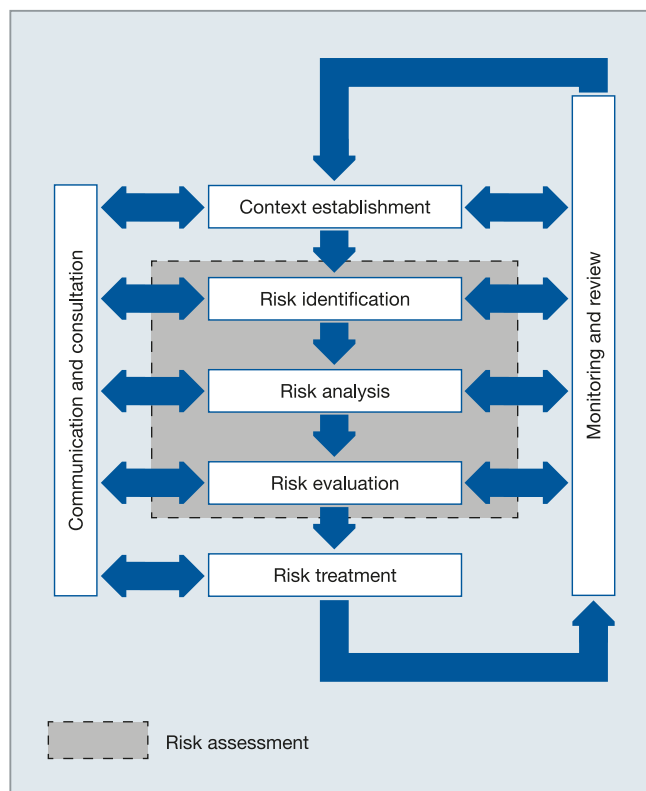 Context establishment
Risk identification
Risk analysis
Risk evaluation
Risk treatment
Communication and consultation
Monitoring and review
Risk assessment